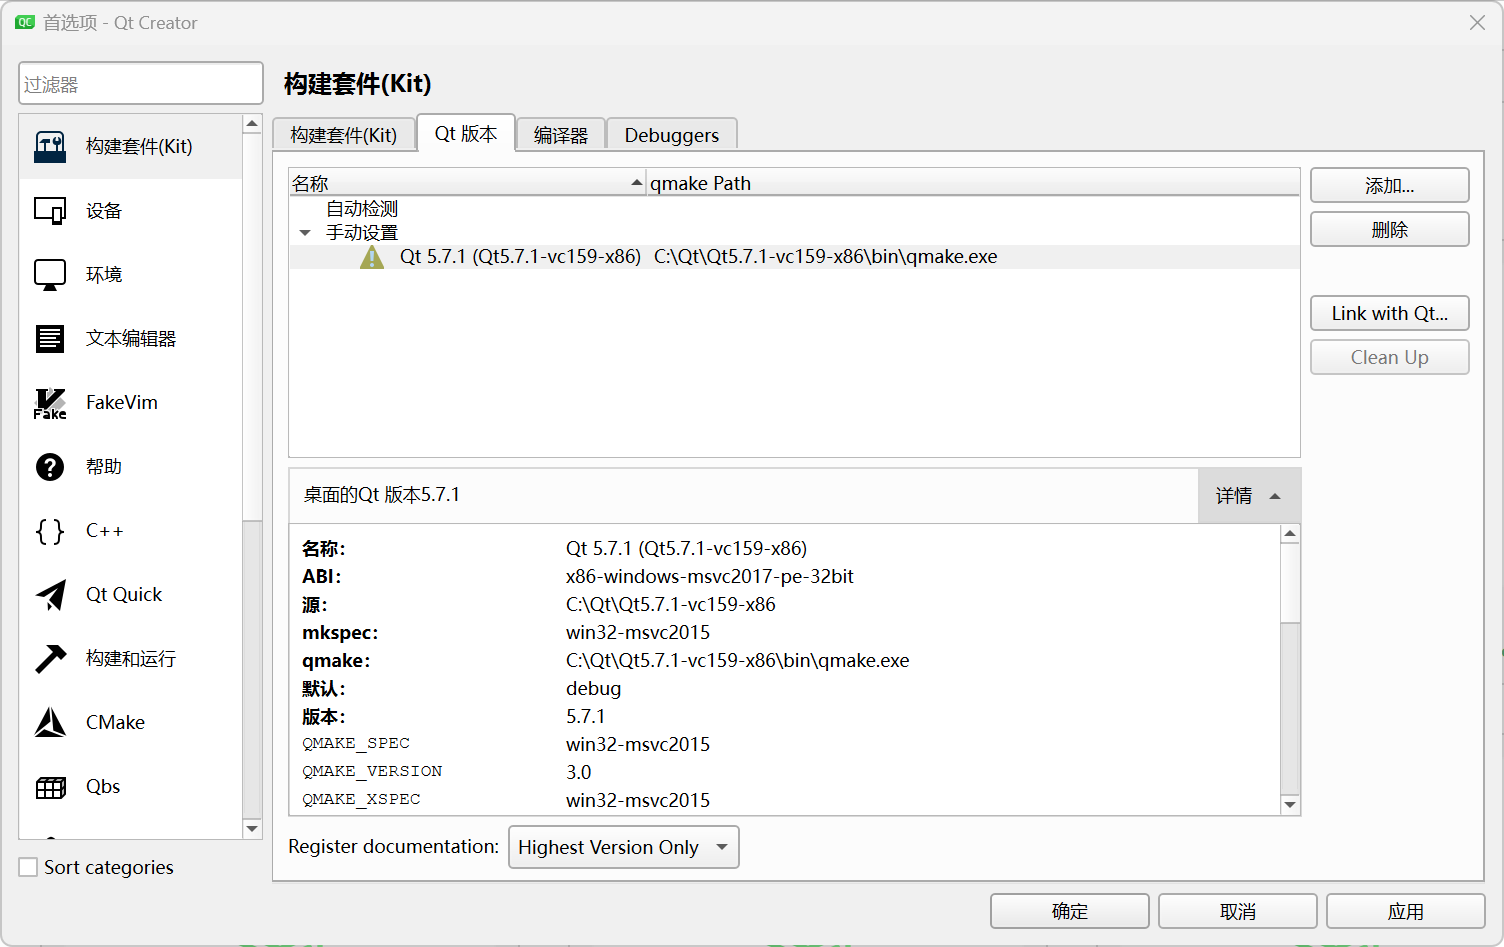 首选项 - Qt Creator
过滤器
构建套件(Kit)
设备
环境
文本编辑器
FakeVim
帮助
C++
Qt Quick
构建和运行
CMake
Qbs
Sort categories
构建套件(Kit)
构建套件(Kit) Qt 版本 编译器 Debuggers
名称 qmake Path
自动检测
手动设置
Qt 5.7.1 (Qt5.7.1-vc159-x86) C:\Qt\Qt5.7.1-vc159-x86\bin\qmake.exe
添加...
删除
Link with Qt...
Clean Up
桌面的Qt 版本5.7.1 详情
名称: Qt 5.7.1 (Qt5.7.1-vc159-x86)
ABI: x86-windows-msvc2017-pe-32bit
源: C:\Qt\Qt5.7.1-vc159-x86
mkspec: win32-msvc2015
qmake: C:\Qt\Qt5.7.1-vc159-x86\bin\qmake.exe
默认: debug
版本: 5.7.1
QMAKE_SPEC win32-msvc2015
QMAKE_VERSION 3.0
QMAKE_XSPEC win32-msvc2015
Register documentation: Highest Version Only
确定 取消 应用